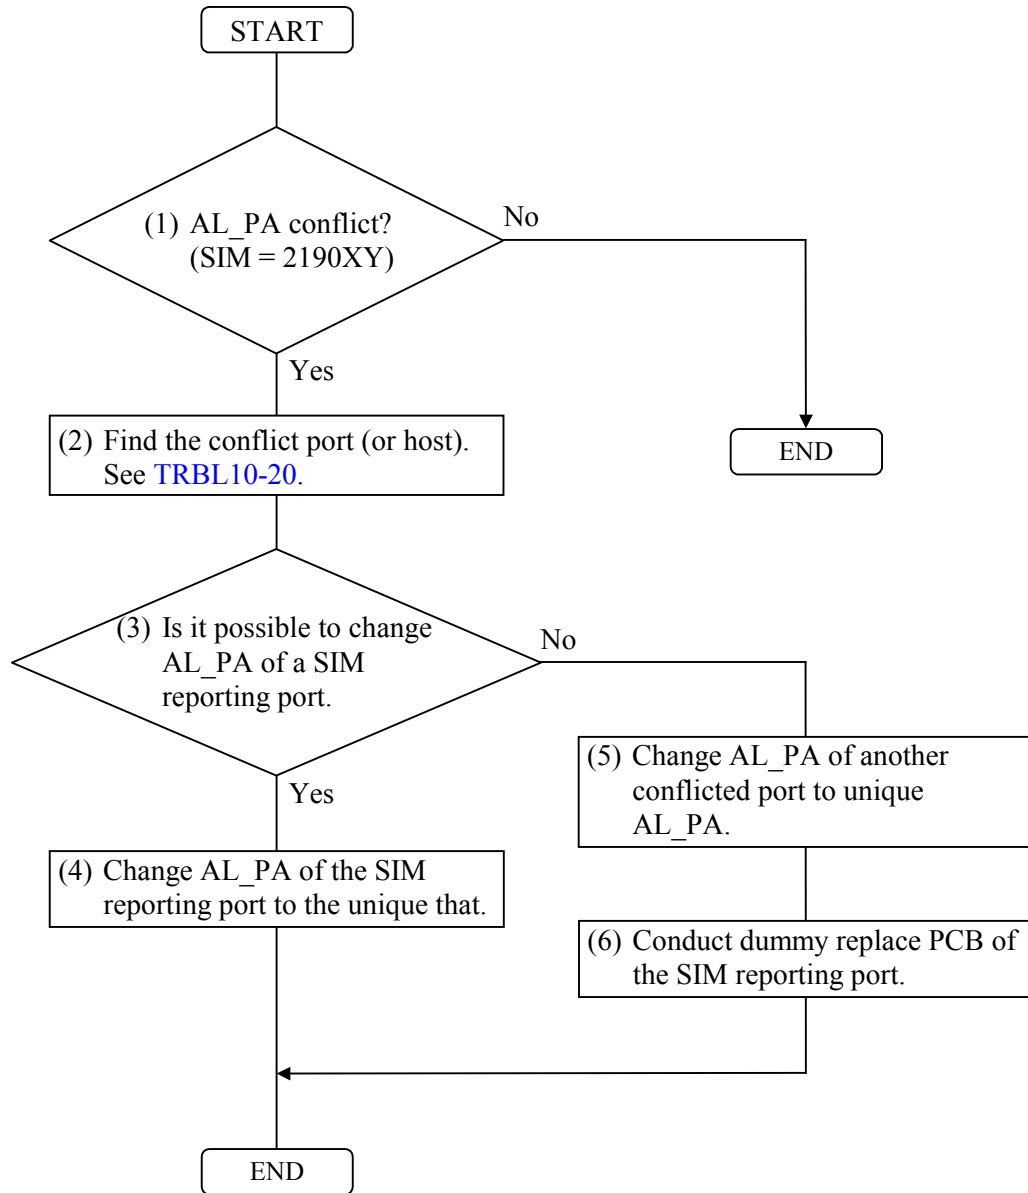 START
(1) AL_PA conflict?
(SIM = 2190XY)
No
Yes
(2) Find the conflict port (or host).
See TRBL10-20.
END
(3) Is it possible to change
AL_PA of a SIM
reporting port.
No
Yes
(4) Change AL_PA of the SIM
reporting port to the unique that.
(5) Change AL_PA of another
conflicted port to unique
AL_PA.
(6) Conduct dummy replace PCB of
the SIM reporting port.
END